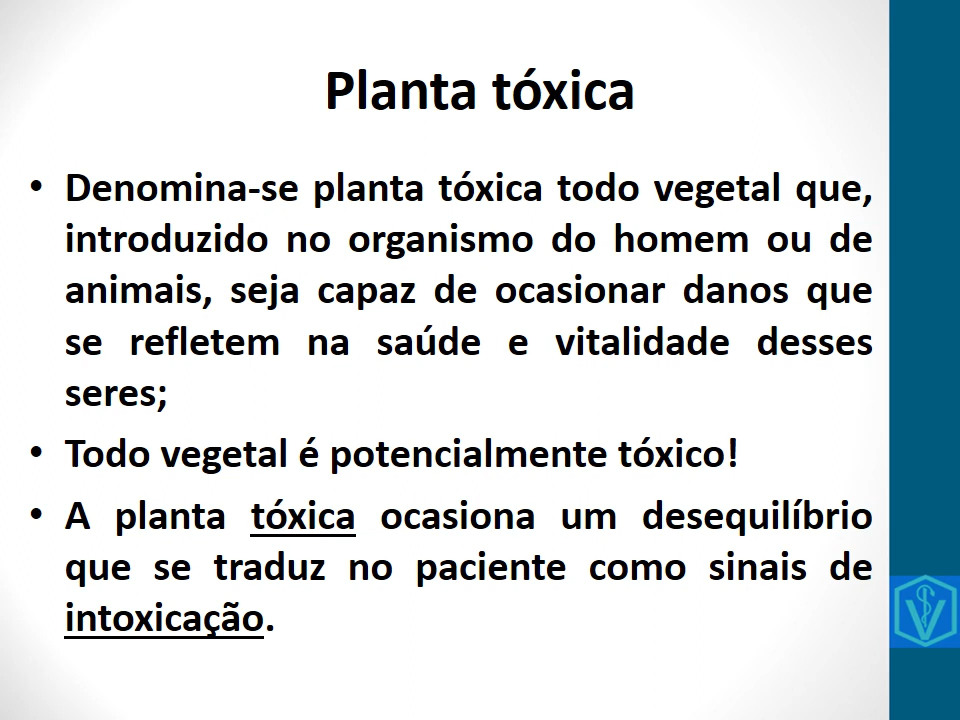 Planta tóxica
• Denomina-se planta tóxica todo vegetal que,
introduzido no organismo do homem ou de
animais, seja capaz de ocasionar danos que
se refletem na saúde e vitalidade desses
seres;
• Todo vegetal é potencialmente tóxico!
• A planta tóxica ocasiona um desequilíbrio
que se traduz no paciente como sinais de
intoxicação.